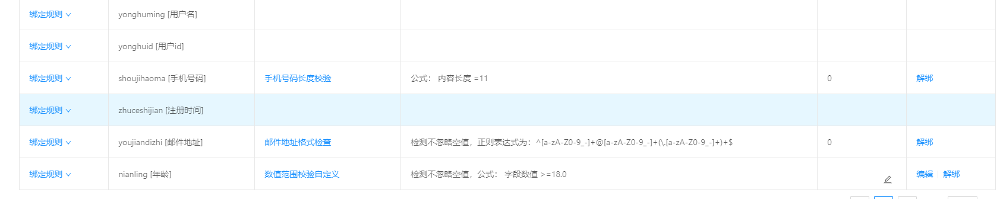 绑定规则 yonghuming [用户名]
绑定规则 yonghuid [用户id]
绑定规则 shoujihaoma [手机号码] 手机号码长度校验 公式： 内容长度 =11 0 解绑
绑定规则 zhuceshijian [注册时间]
绑定规则 youjiandizhi [邮件地址] 邮件地址格式检查 检测不忽略空值，正则表达式为：^[a-zA-Z0-9_-]+@[a-zA-Z0-9_-]+(\.[a-zA-Z0-9_-]+)+$ 0 解绑
绑定规则 nianling [年龄] 数值范围校验自定义 检测不忽略空值，公式： 字段数值 >=18.0 编辑 解绑